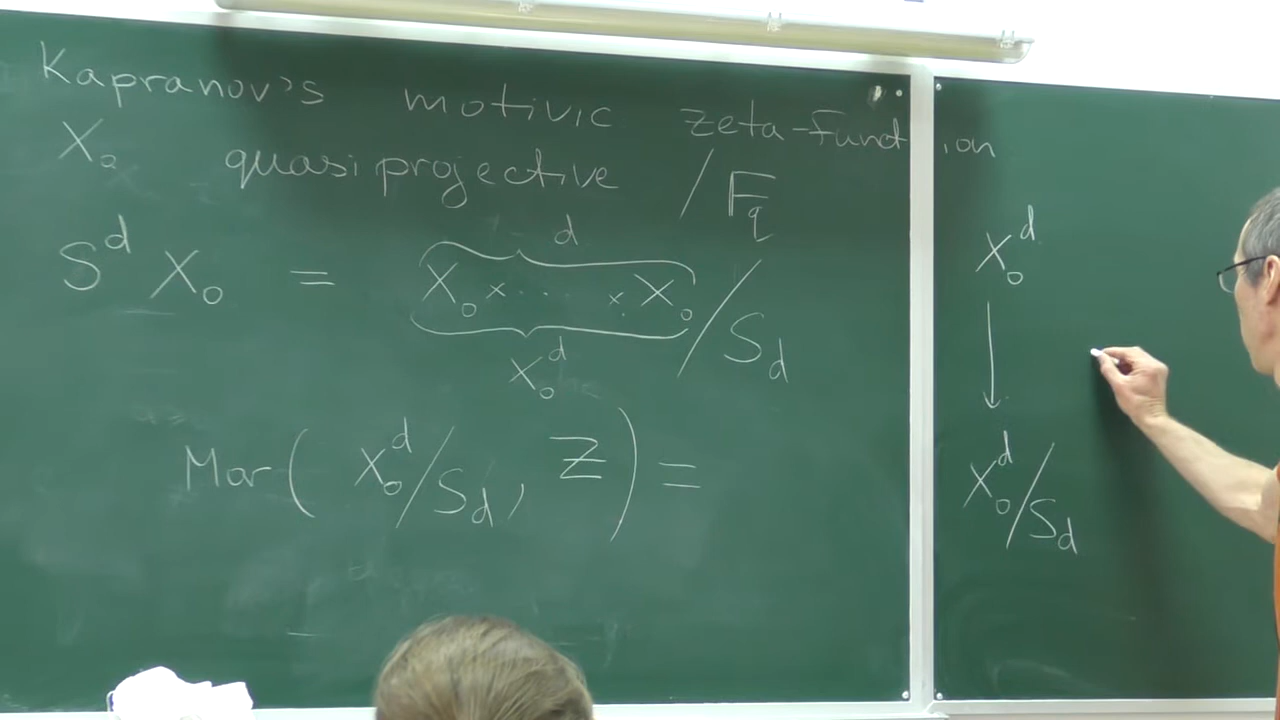 Kapranov's motivic zeta-function
X₀ quasiprojective / F_q
S^d X₀ = X₀ × ... × X₀ / S_d
d
X₀^d
Mor( X₀^d / S_d, Z ) =
X₀^d
↓
X₀^d / S_d